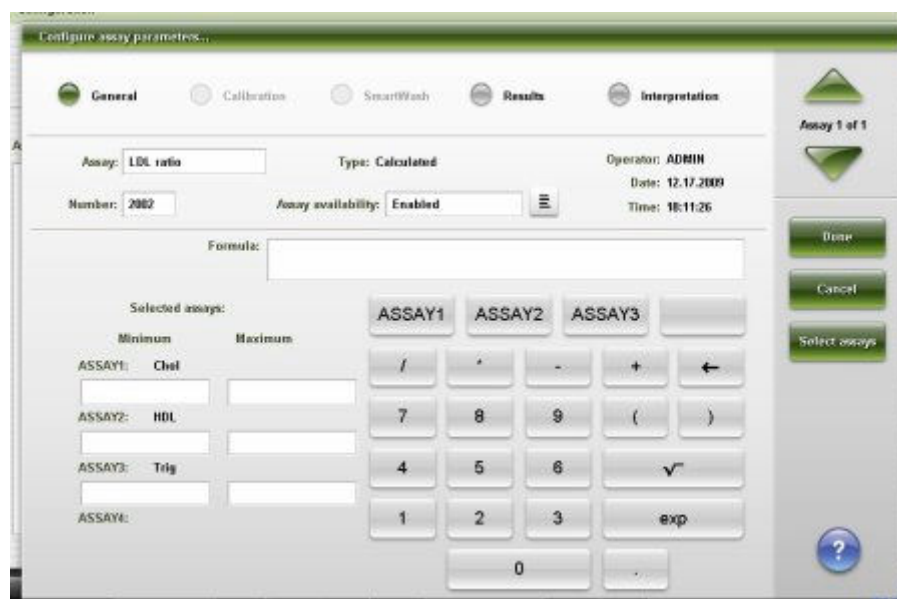 Configure assay parameters...
General
Calibration
SmartWash
Results
Interpretation
Assay 1 of 1
Assay: LDL ratio
Type: Calculated
Operator: ADMIN
Date: 12.17.2009
Number: 2002
Assay availability: Enabled
Time: 18:11:26
Formula:
Done
Cancel
Select assays
Selected assays:
Minimum
Maximum
ASSAY1: Chol
ASSAY2: HDL
ASSAY3: Trig
ASSAY4:
ASSAY1 ASSAY2 ASSAY3
/ * - + ←
7 8 9 ( )
4 5 6 √‾
1 2 3 exp
0 .
?